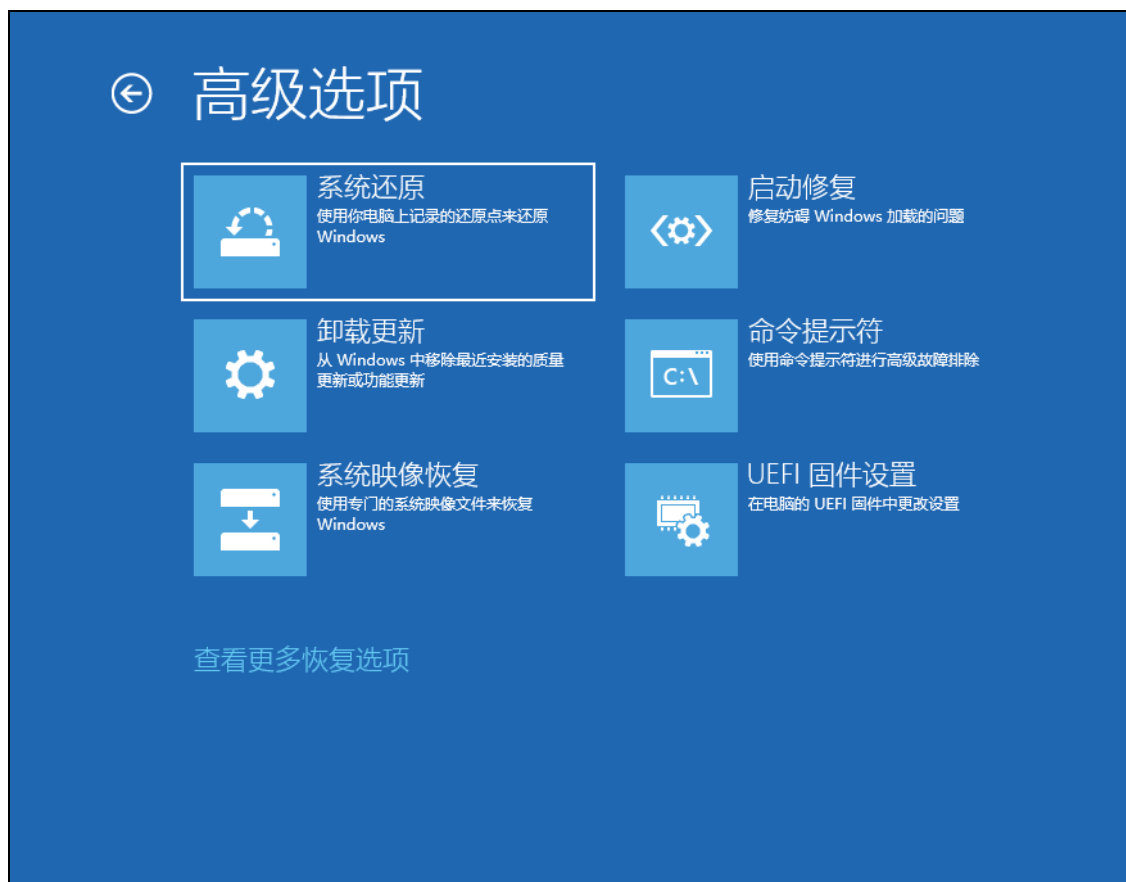 高级选项
系统还原
使用你电脑上记录的还原点来还原
Windows
启动修复
修复妨碍 Windows 加载的问题
卸载更新
从 Windows 中移除最近安装的质量
更新或功能更新
命令提示符
使用命令提示符进行高级故障排除
C:\
系统映像恢复
使用专门的系统映像文件来恢复
Windows
UEFI 固件设置
在电脑的 UEFI 固件中更改设置
查看更多恢复选项